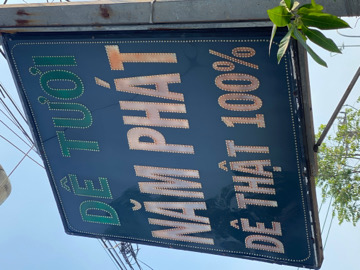 DÊ TƯƠI
NĂM PHÁT
DÊ THẬT 100%